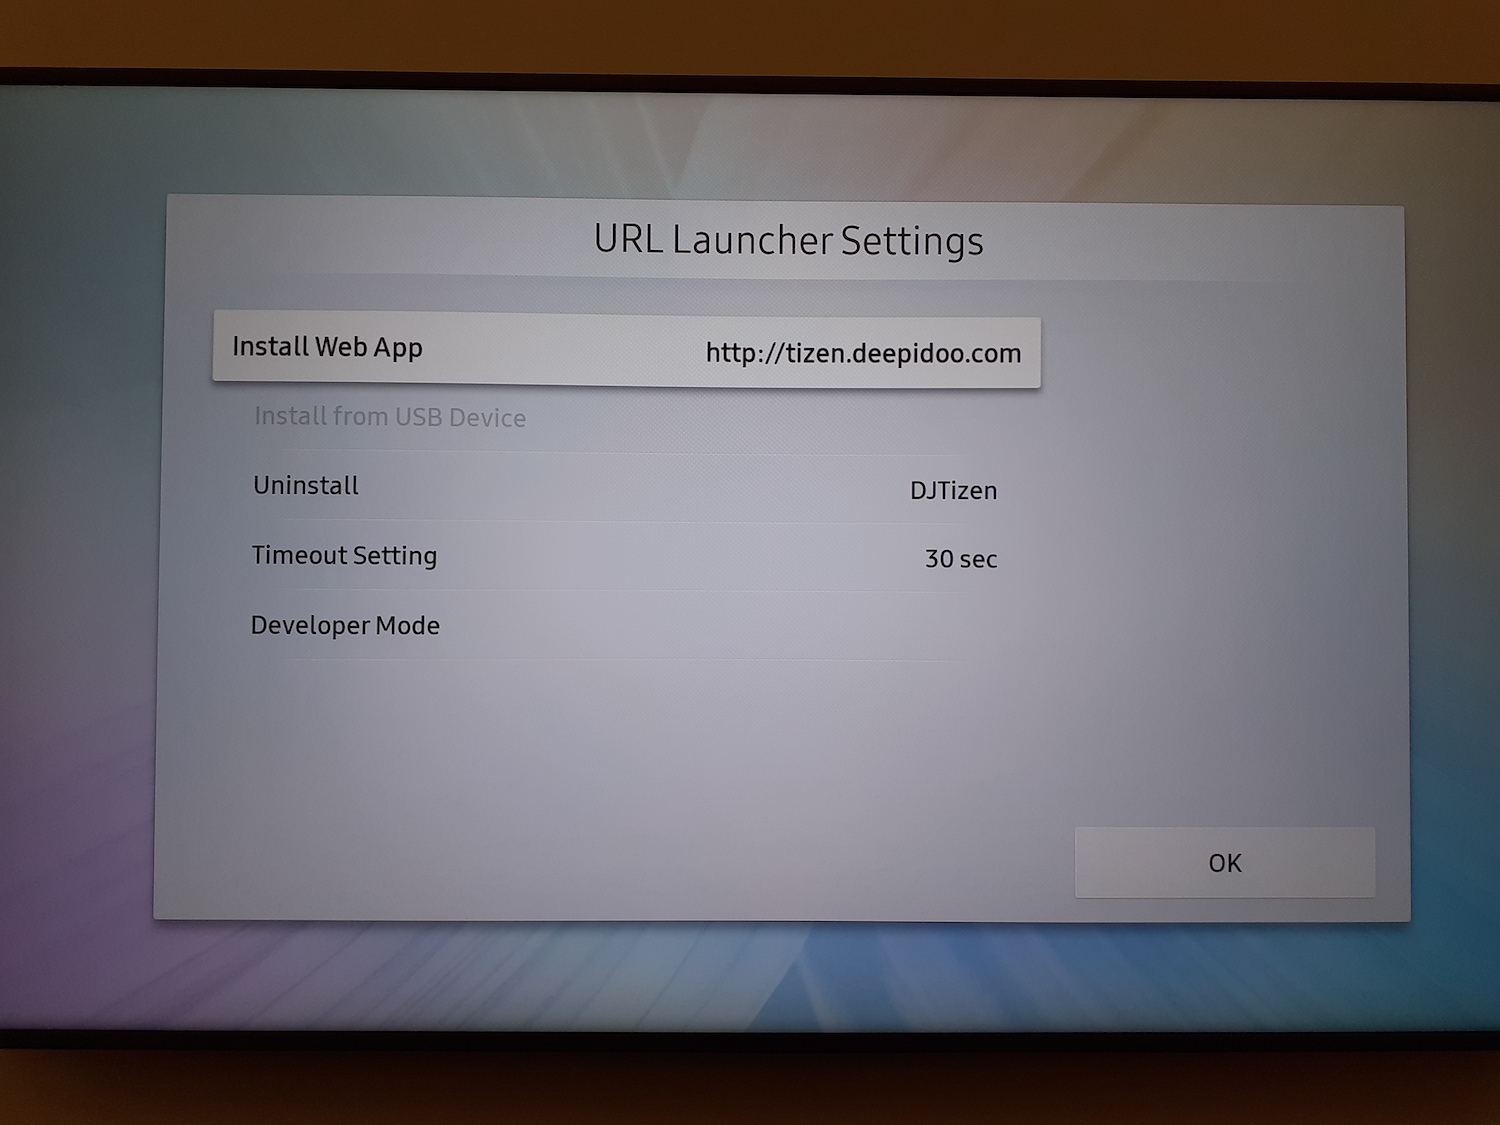 URL Launcher Settings
Install Web App http://tizen.deepidoo.com
Install from USB Device
Uninstall DJTizen
Timeout Setting 30 sec
Developer Mode
OK